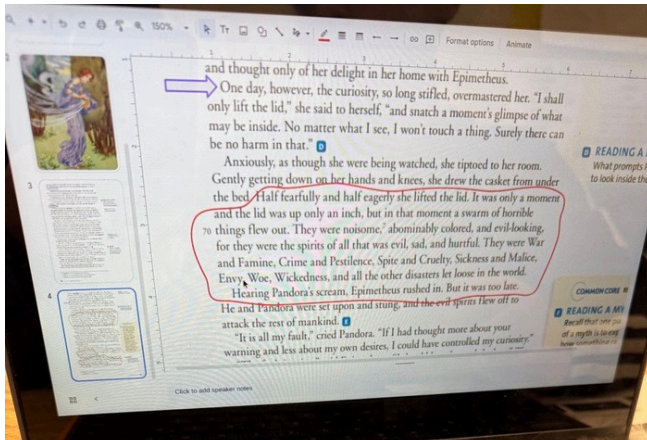 150%
Format options
Animate
and thought only of her delight in her home with Epimetheus.
One day, however, the curiosity, so long stifled, overmastered her. “I shall
only lift the lid,” she said to herself, “and snatch a moment’s glimpse of what
may be inside. No matter what I see, I won’t touch a thing. Surely there can
be no harm in that.” D
Anxiously, as though she were being watched, she tiptoed to her room.
Gently getting down on her hands and knees, she drew the casket from under
the bed. Half fearfully and half eagerly she lifted the lid. It was only a moment
and the lid was up only an inch, but in that moment a swarm of horrible
70 things flew out. They were noisome, abominably colored, and evil-looking,
for they were the spirits of all that was evil, sad, and hurtful. They were War
and Famine, Crime and Pestilence, Spite and Cruelty, Sickness and Malice,
Envy, Woe, Wickedness, and all the other disasters let loose in the world.
Hearing Pandora’s scream, Epimetheus rushed in. But it was too late.
He and Pandora were set upon and stung, and the evil spirits flew off to
attack the rest of mankind. E
“It is all my fault,” cried Pandora. “If I had thought more about your
warning and less about my own desires, I could have controlled my curiosity.”
D READING A
What prompts
to look inside the
COMMON CORE
E READING A MY
Recall that one
of a myth is to
how something
3
4
Click to add speaker notes